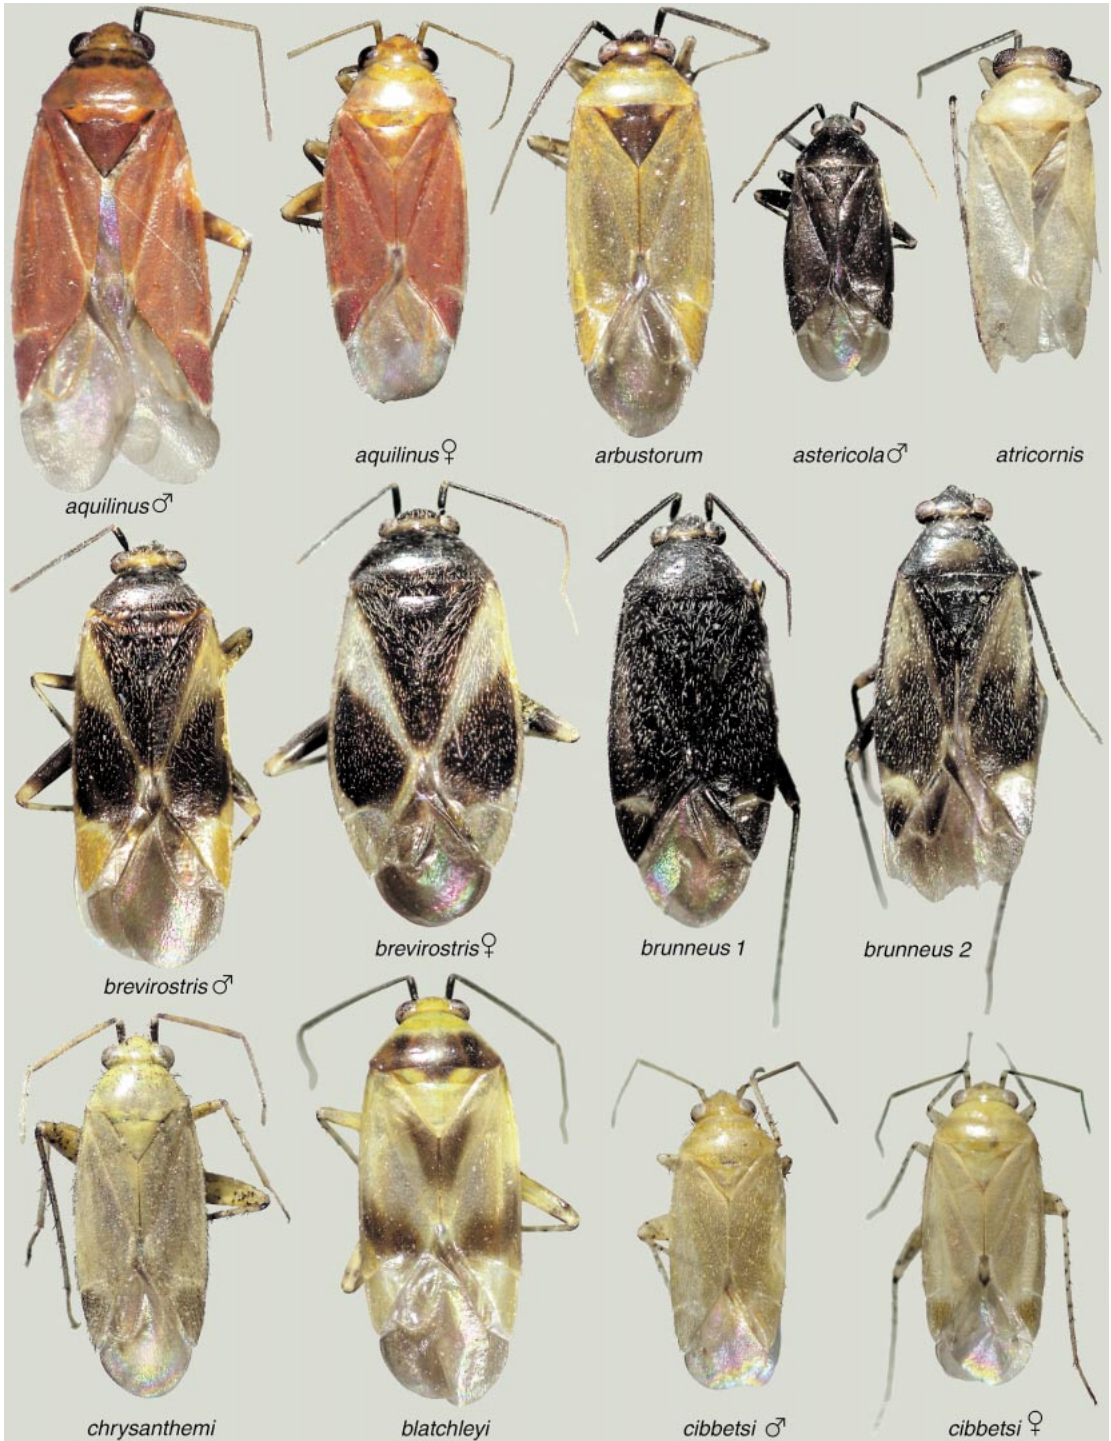 aquilinus♀
arbustorum
astericola♂
atricornis
aquilinus♂
brevirostris♀
brunneus 1
brunneus 2
brevirostris♂
chrysanthemi
blatchleyi
cibbetsi ♂
cibbetsi ♀